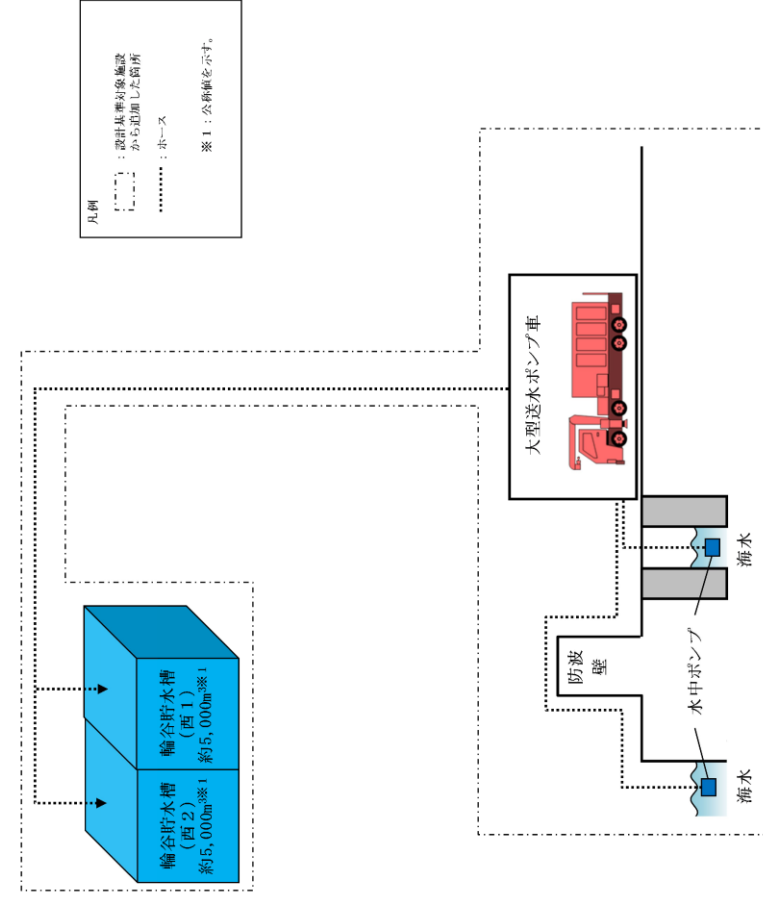 凡例
：設計基準対象施設
から追加した箇所
：ホース
※１：公称値を示す。
大型送水ポンプ車
防波
壁
輪谷貯水槽
（西２）
約5,000m³※１
輪谷貯水槽
（西１）
約5,000m³※１
水中ポンプ
海水
海水